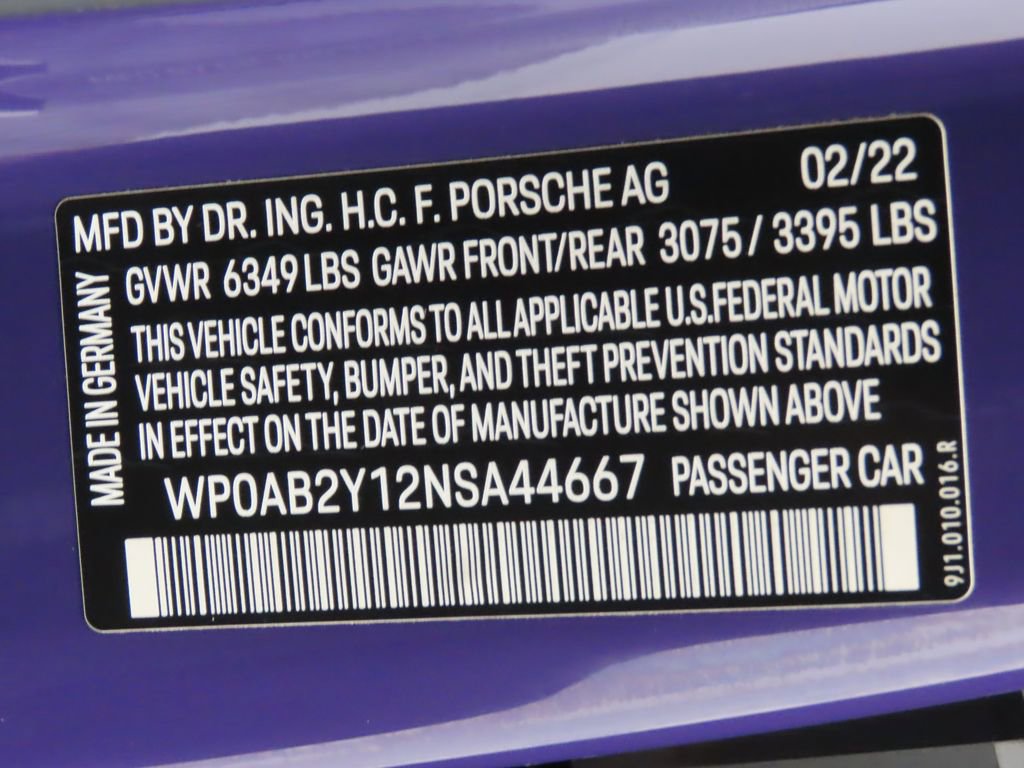 MFD BY DR. ING. H.C. F. PORSCHE AG 02/22
GVWR 6349 LBS GAWR FRONT/REAR 3075 / 3395 LBS
THIS VEHICLE CONFORMS TO ALL APPLICABLE U.S.FEDERAL MOTOR
VEHICLE SAFETY, BUMPER, AND THEFT PREVENTION STANDARDS
IN EFFECT ON THE DATE OF MANUFACTURE SHOWN ABOVE
WP0AB2Y12NSA44667 PASSENGER CAR
MADE IN GERMANY
9J1.010.016.R